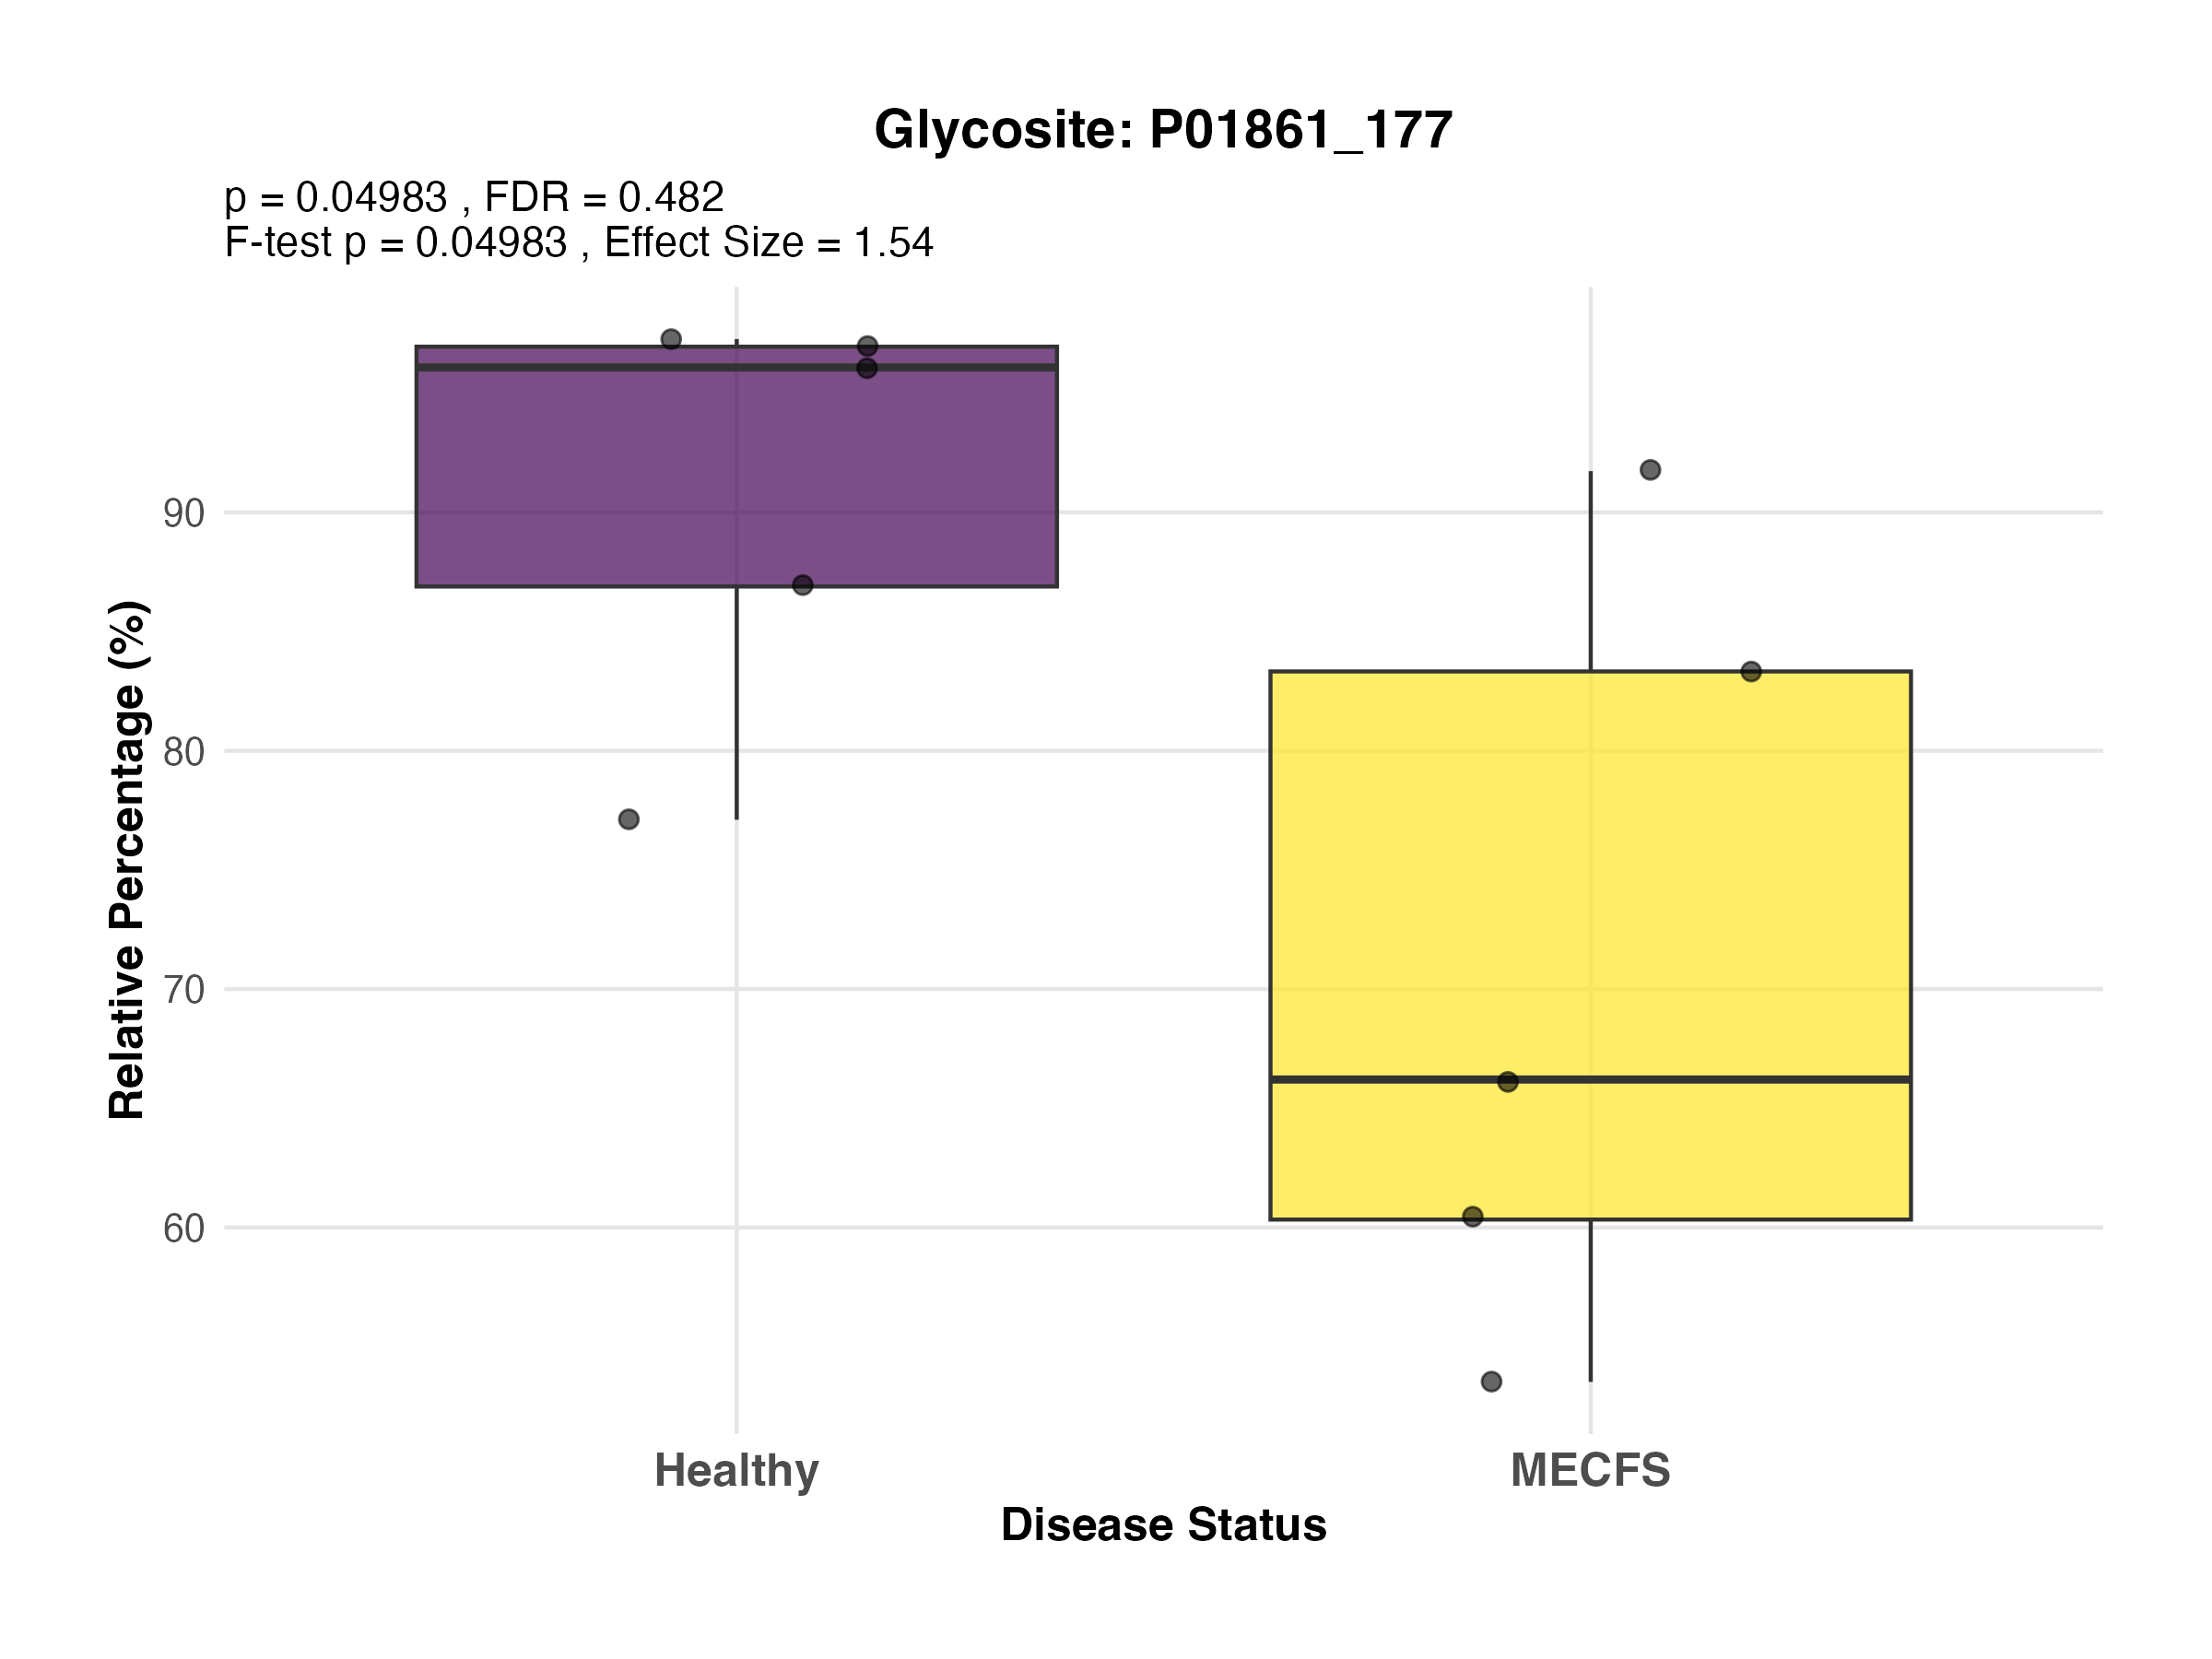 Glycosite: P01861_177
p = 0.04983 , FDR = 0.482
F-test p = 0.04983 , Effect Size = 1.54
Relative Percentage (%)
90
80
70
60
Healthy
MECFS
Disease Status